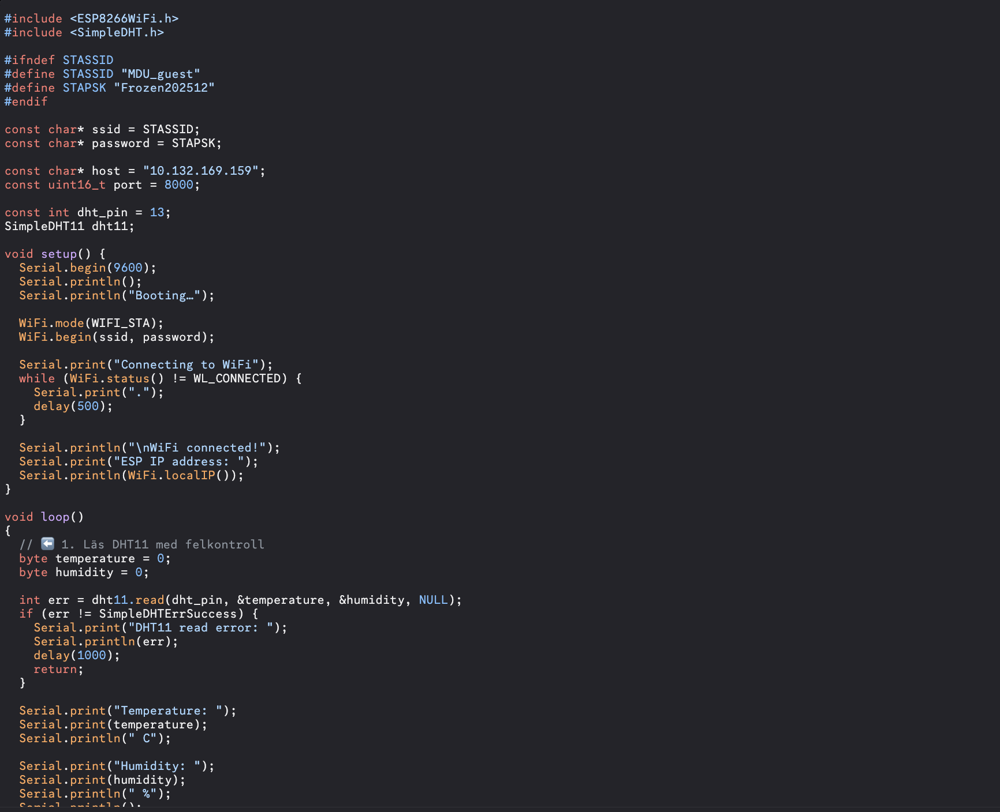 #include <ESP8266WiFi.h>
#include <SimpleDHT.h>

#ifndef STASSID
#define STASSID "MDU_guest"
#define STAPSK "Frozen202512"
#endif

const char* ssid = STASSID;
const char* password = STAPSK;

const char* host = "10.132.169.159";
const uint16_t port = 8000;

const int dht_pin = 13;
SimpleDHT11 dht11;

void setup() {
  Serial.begin(9600);
  Serial.println();
  Serial.println("Booting…");

  WiFi.mode(WIFI_STA);
  WiFi.begin(ssid, password);

  Serial.print("Connecting to WiFi");
  while (WiFi.status() != WL_CONNECTED) {
    Serial.print(".");
    delay(500);
  }

  Serial.println("\nWiFi connected!");
  Serial.print("ESP IP address: ");
  Serial.println(WiFi.localIP());
}

void loop()
{
  // ⬅️ 1. Läs DHT11 med felkontroll
  byte temperature = 0;
  byte humidity = 0;

  int err = dht11.read(dht_pin, &temperature, &humidity, NULL);
  if (err != SimpleDHTErrSuccess) {
    Serial.print("DHT11 read error: ");
    Serial.println(err);
    delay(1000);
    return;
  }

  Serial.print("Temperature: ");
  Serial.print(temperature);
  Serial.println(" C");

  Serial.print("Humidity: ");
  Serial.print(humidity);
  Serial.println(" %");
  Serial.println();